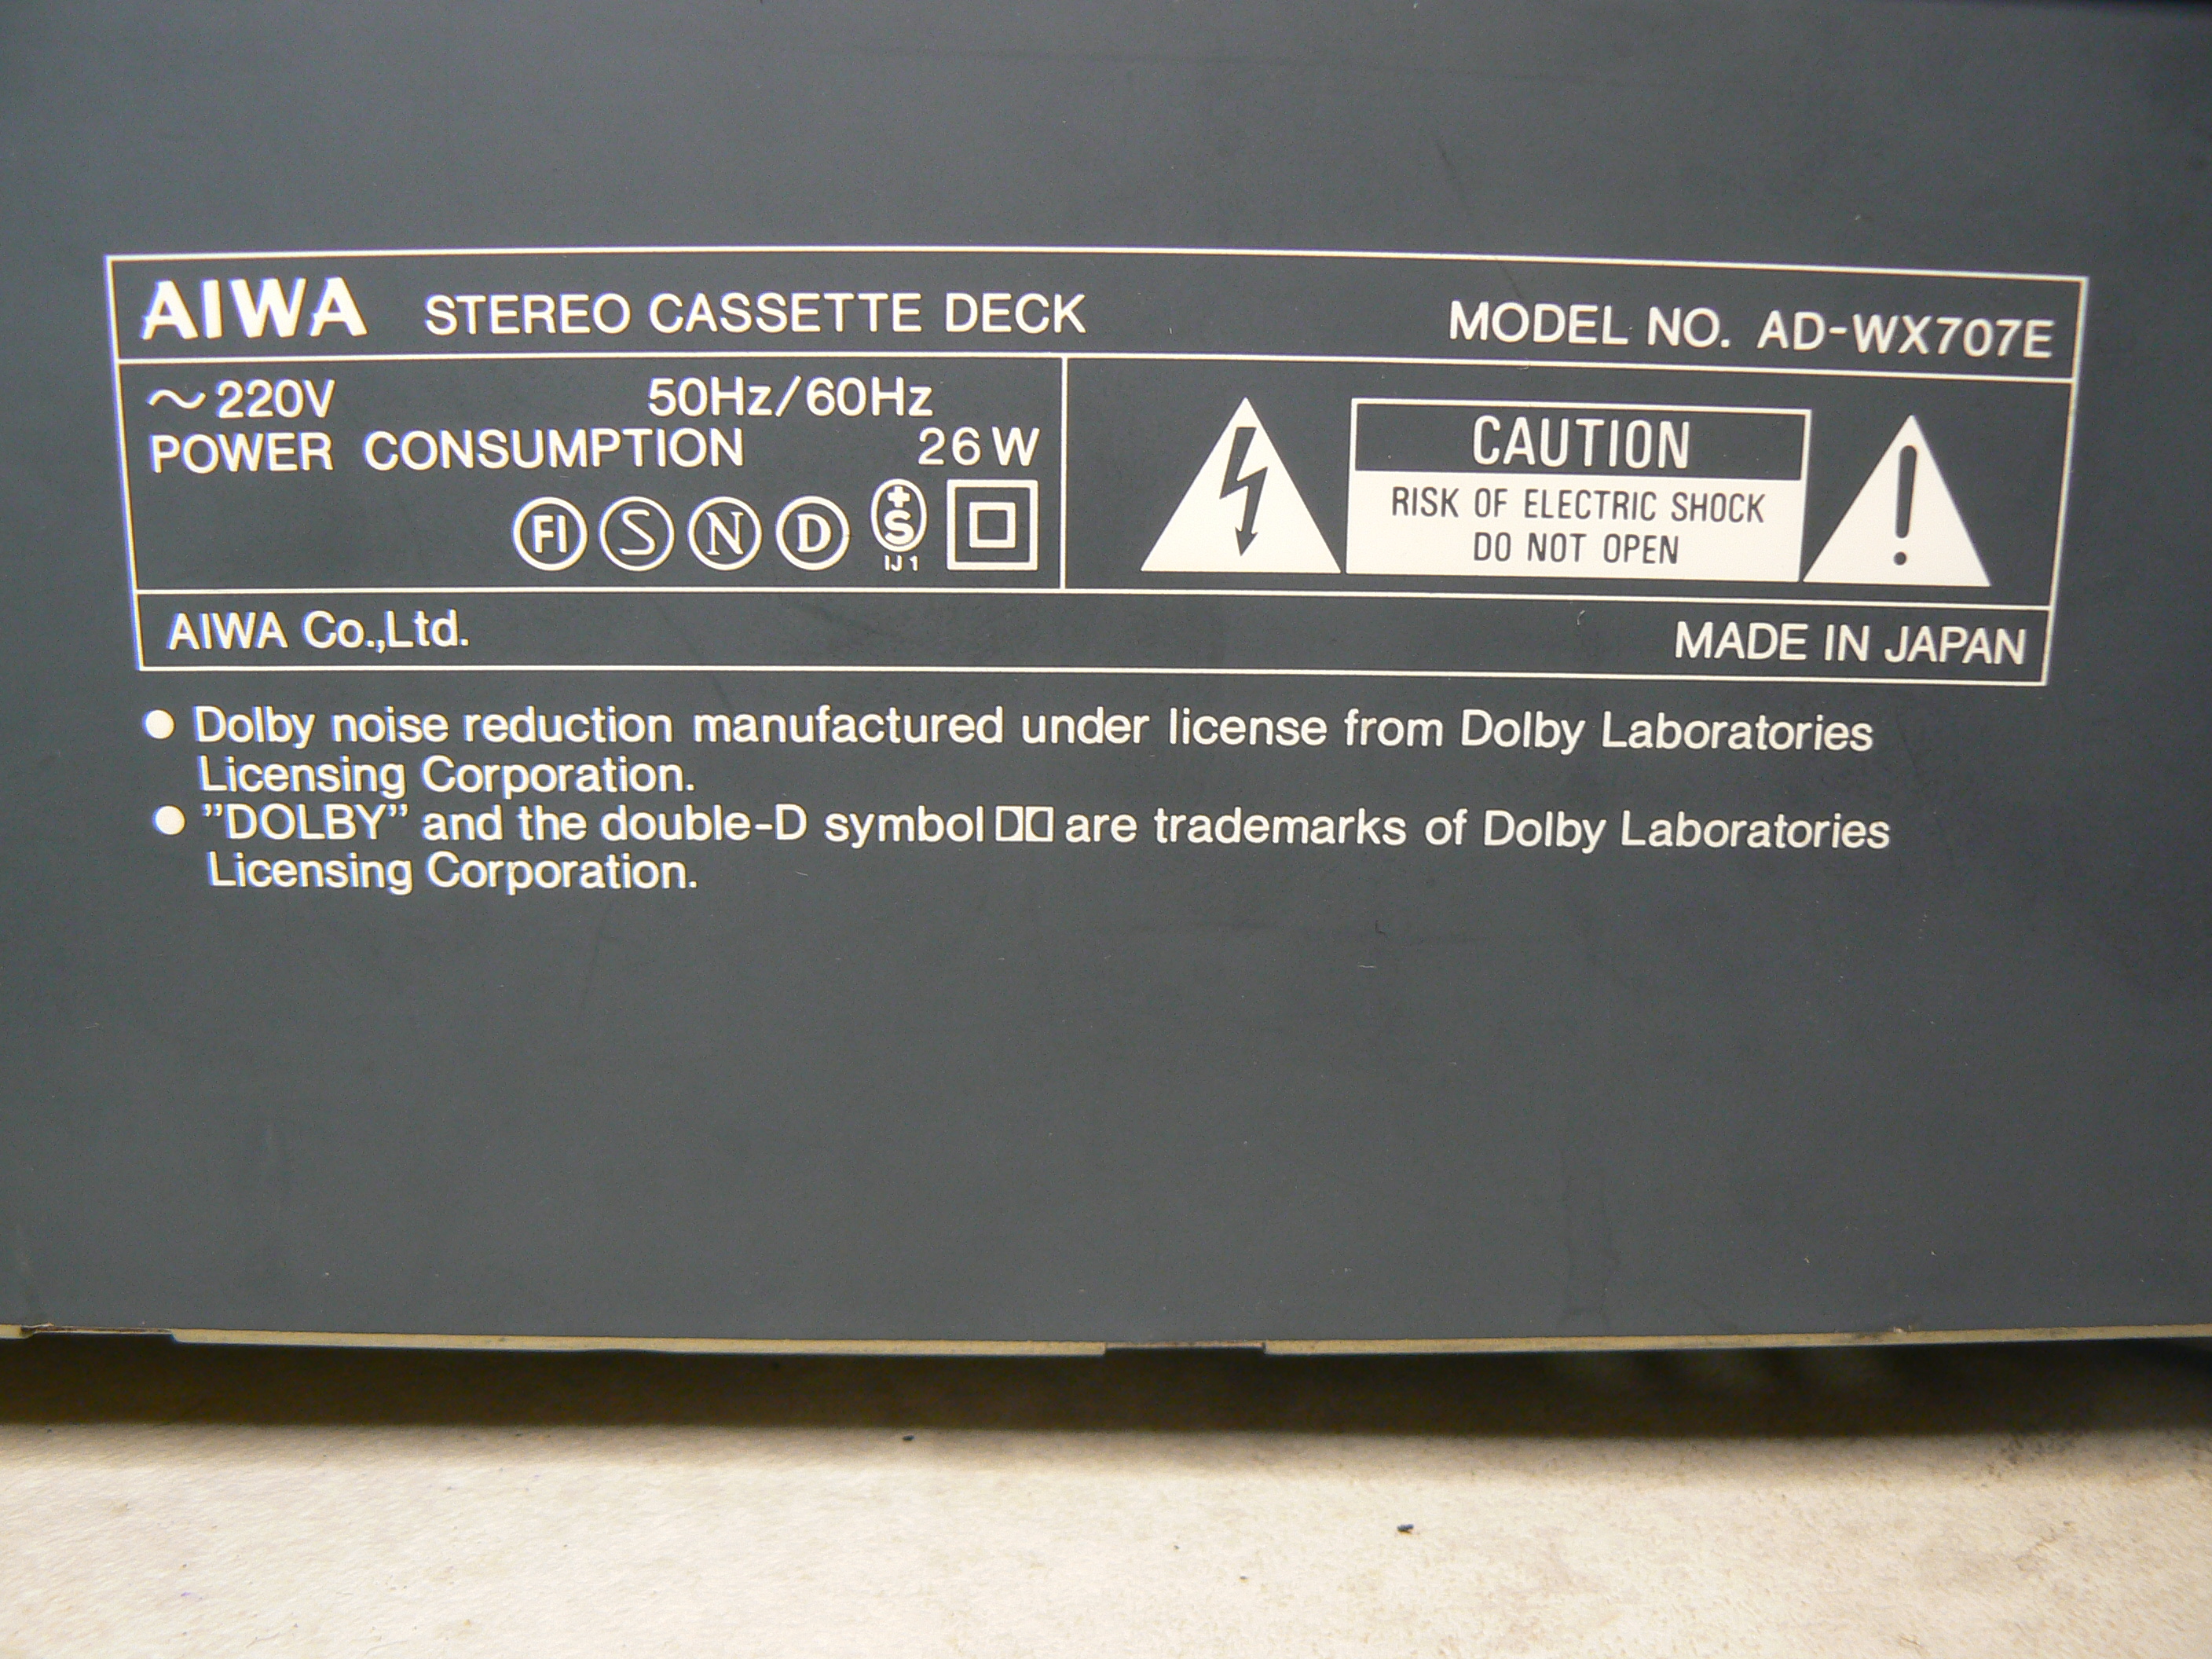 AIWA STEREO CASSETTE DECK MODEL NO. AD-WX707E
~220V 50Hz/60Hz
POWER CONSUMPTION 26W
FI S N D +S
IJ1
CAUTION
RISK OF ELECTRIC SHOCK
DO NOT OPEN
AIWA Co.,Ltd. MADE IN JAPAN
● Dolby noise reduction manufactured under license from Dolby Laboratories
Licensing Corporation.
● "DOLBY" and the double-D symbol DD are trademarks of Dolby Laboratories
Licensing Corporation.